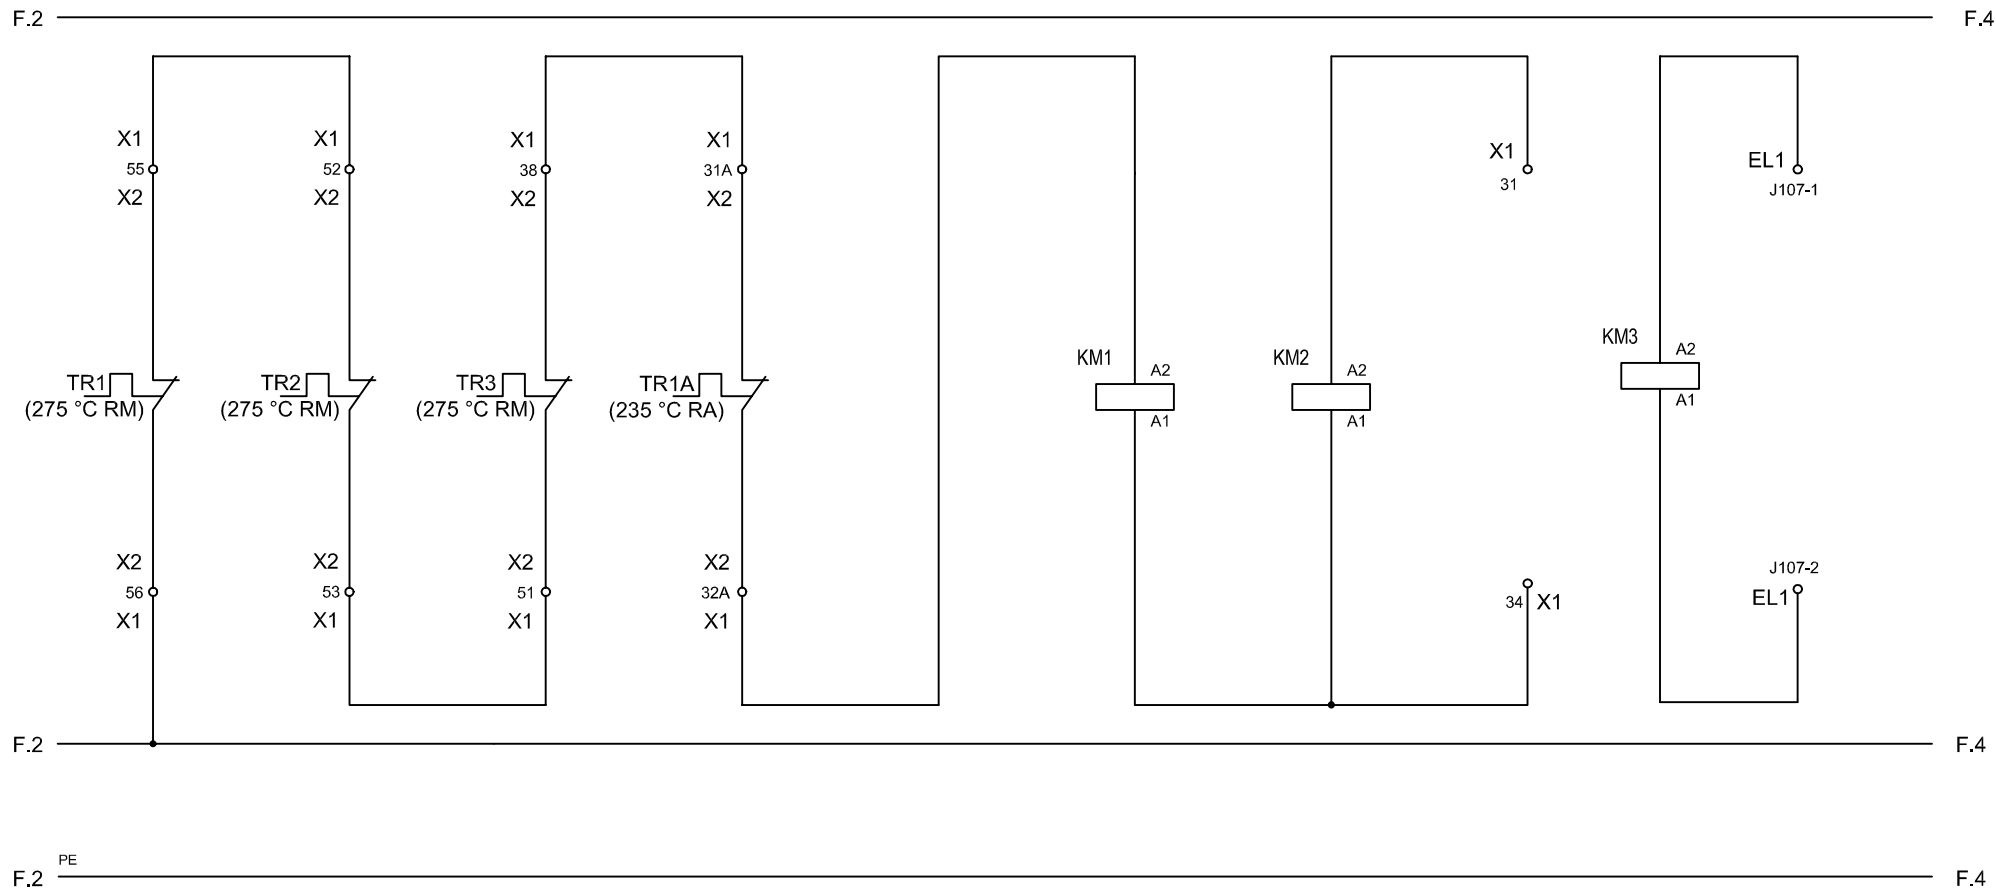 F.2 F.4
X1 X1 X1 X1 X1 EL1
55 52 38 31A 31 J107-1
X2 X2 X2 X2
KM3 A2
A1
KM1 A2 KM2 A2
A1 A1
TR1 TR2 TR3 TR1A
(275 °C RM) (275 °C RM) (275 °C RM) (235 °C RA)
X2 X2 X2 X2 J107-2
56 53 51 32A 34 X1 EL1
X1 X1 X1 X1
F.2 F.4
PE
F.2 F.4